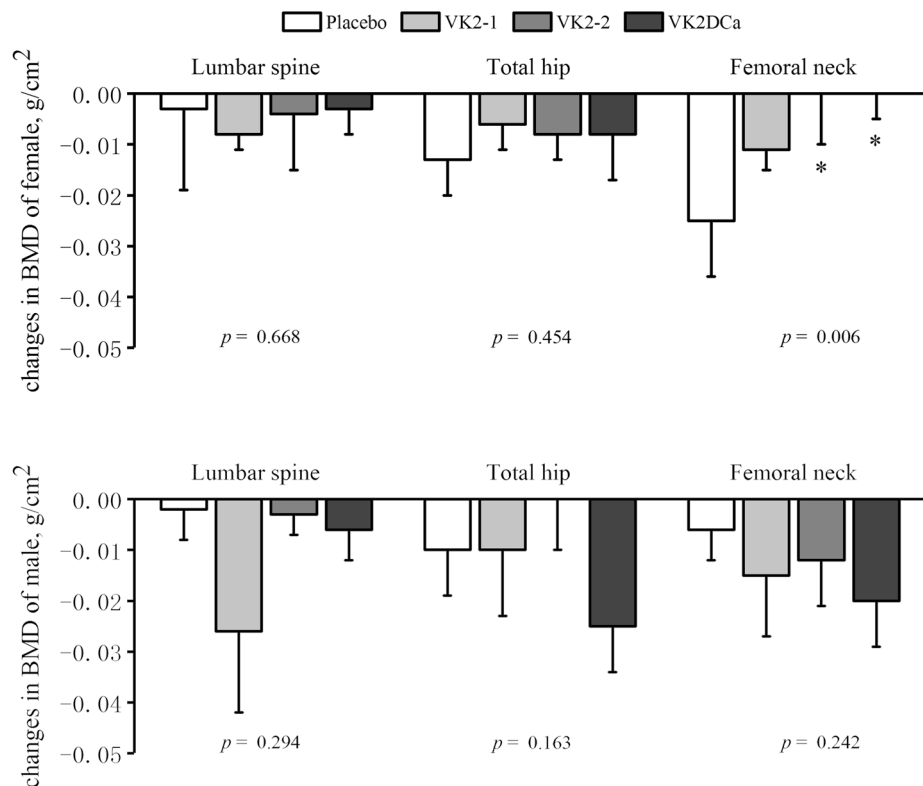 Placebo VK2-1 VK2-2 VK2DCa
Lumbar spine Total hip Femoral neck
changes in BMD of female, g/cm²
0.00
−0.01
−0.02
−0.03
−0.04
−0.05
* *
p = 0.668 p = 0.454 p = 0.006
Lumbar spine Total hip Femoral neck
changes in BMD of male, g/cm²
0.00
−0.01
−0.02
−0.03
−0.04
−0.05
p = 0.294 p = 0.163 p = 0.242